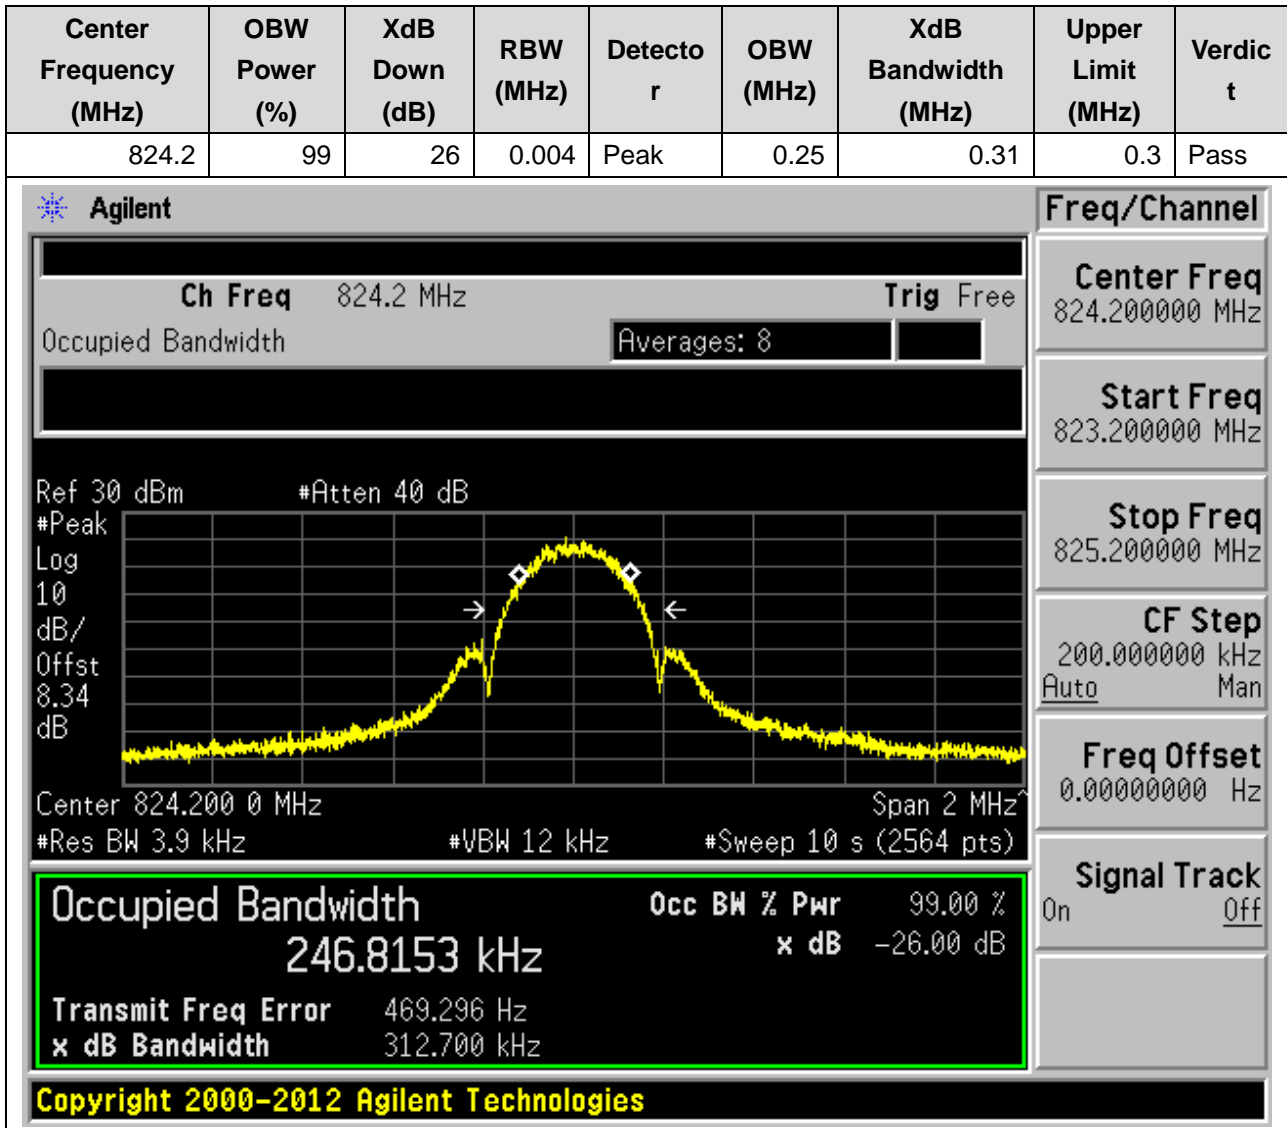 Center Frequency (MHz) OBW Power (%) XdB Down (dB) RBW (MHz) Detecto r OBW (MHz) XdB Bandwidth (MHz) Upper Limit (MHz) Verdic t
824.2 99 26 0.004 Peak 0.25 0.31 0.3 Pass
Agilent
Freq/Channel
Ch Freq 824.2 MHz Trig Free
Occupied Bandwidth Averages: 8
Center Freq
824.200000 MHz
Start Freq
823.200000 MHz
Stop Freq
825.200000 MHz
CF Step
200.000000 kHz
Auto Man
Freq Offset
0.00000000 Hz
Signal Track
On Off
Ref 30 dBm #Atten 40 dB
#Peak
Log
10
dB/
Offst
8.34
dB
Center 824.200 0 MHz Span 2 MHz^
#Res BW 3.9 kHz #VBW 12 kHz #Sweep 10 s (2564 pts)
Occupied Bandwidth Occ BW % Pwr 99.00 %
246.8153 kHz x dB -26.00 dB
Transmit Freq Error 469.296 Hz
x dB Bandwidth 312.700 kHz
Copyright 2000-2012 Agilent Technologies